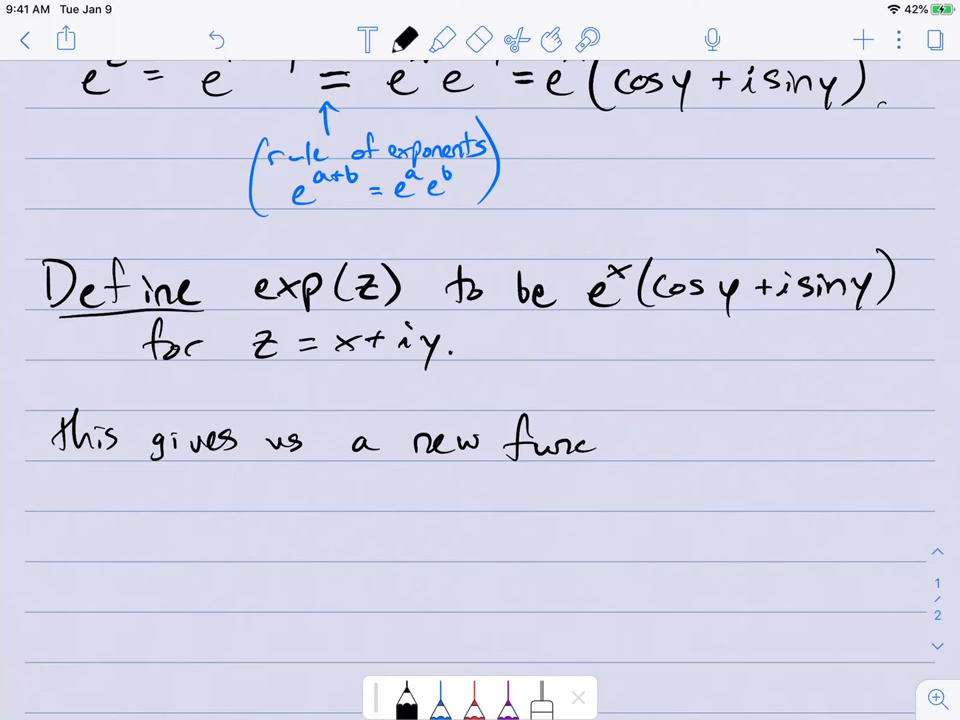 9:41 AM Tue Jan 9
42%
e = e = e e = e (cos y + i sin y).
(rule of exponents
e^{a+b} = e^a e^b)
Define exp(z) to be e^x (cos y + i sin y)
for z = x + iy.
this gives us a new func
1
/
2